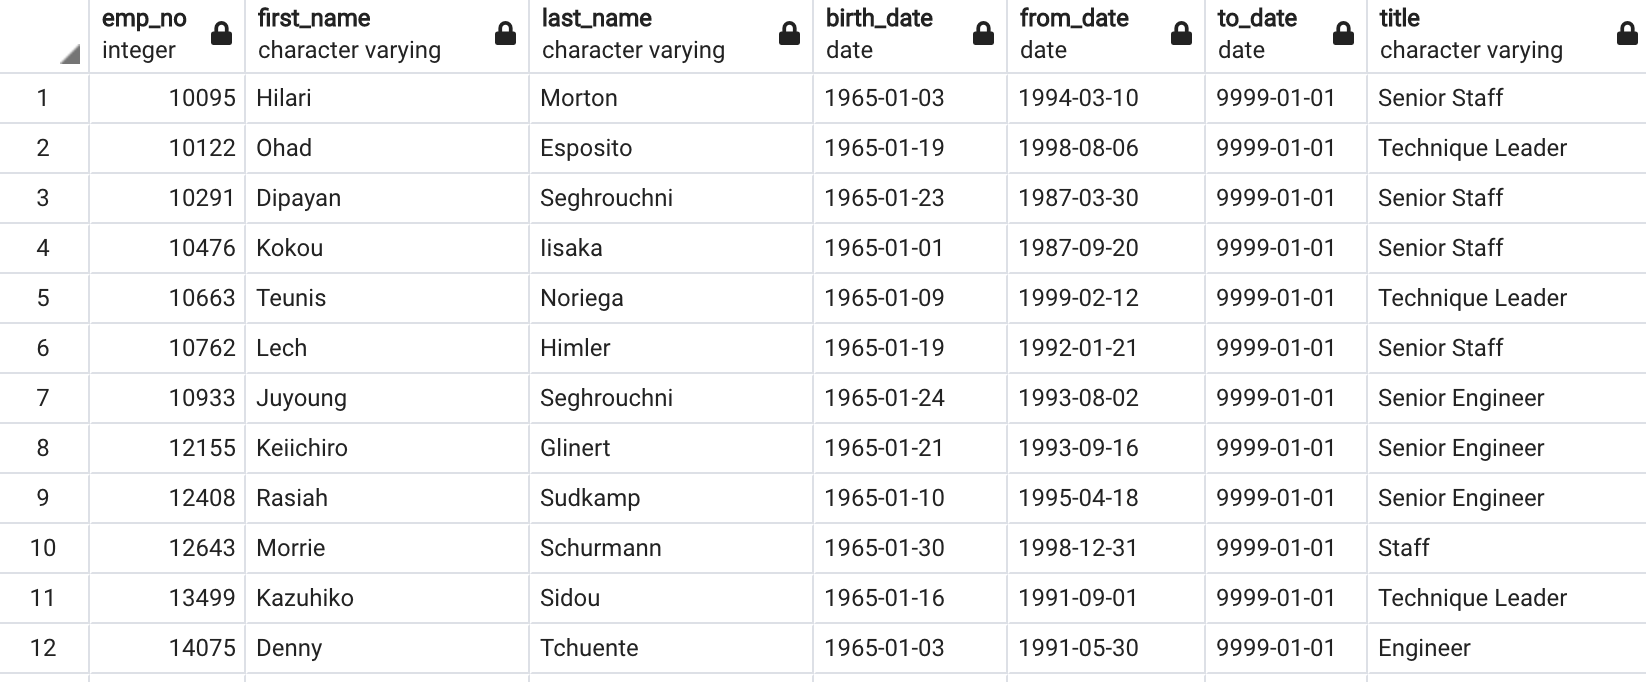 emp_no first_name last_name birth_date from_date to_date title
integer character varying character varying date date date character varying
1 10095 Hilari Morton 1965-01-03 1994-03-10 9999-01-01 Senior Staff
2 10122 Ohad Esposito 1965-01-19 1998-08-06 9999-01-01 Technique Leader
3 10291 Dipayan Seghrouchni 1965-01-23 1987-03-30 9999-01-01 Senior Staff
4 10476 Kokou Iisaka 1965-01-01 1987-09-20 9999-01-01 Senior Staff
5 10663 Teunis Noriega 1965-01-09 1999-02-12 9999-01-01 Technique Leader
6 10762 Lech Himler 1965-01-19 1992-01-21 9999-01-01 Senior Staff
7 10933 Juyoung Seghrouchni 1965-01-24 1993-08-02 9999-01-01 Senior Engineer
8 12155 Keiichiro Glinert 1965-01-21 1993-09-16 9999-01-01 Senior Engineer
9 12408 Rasiah Sudkamp 1965-01-10 1995-04-18 9999-01-01 Senior Engineer
10 12643 Morrie Schurmann 1965-01-30 1998-12-31 9999-01-01 Staff
11 13499 Kazuhiko Sidou 1965-01-16 1991-09-01 9999-01-01 Technique Leader
12 14075 Denny Tchuente 1965-01-03 1991-05-30 9999-01-01 Engineer